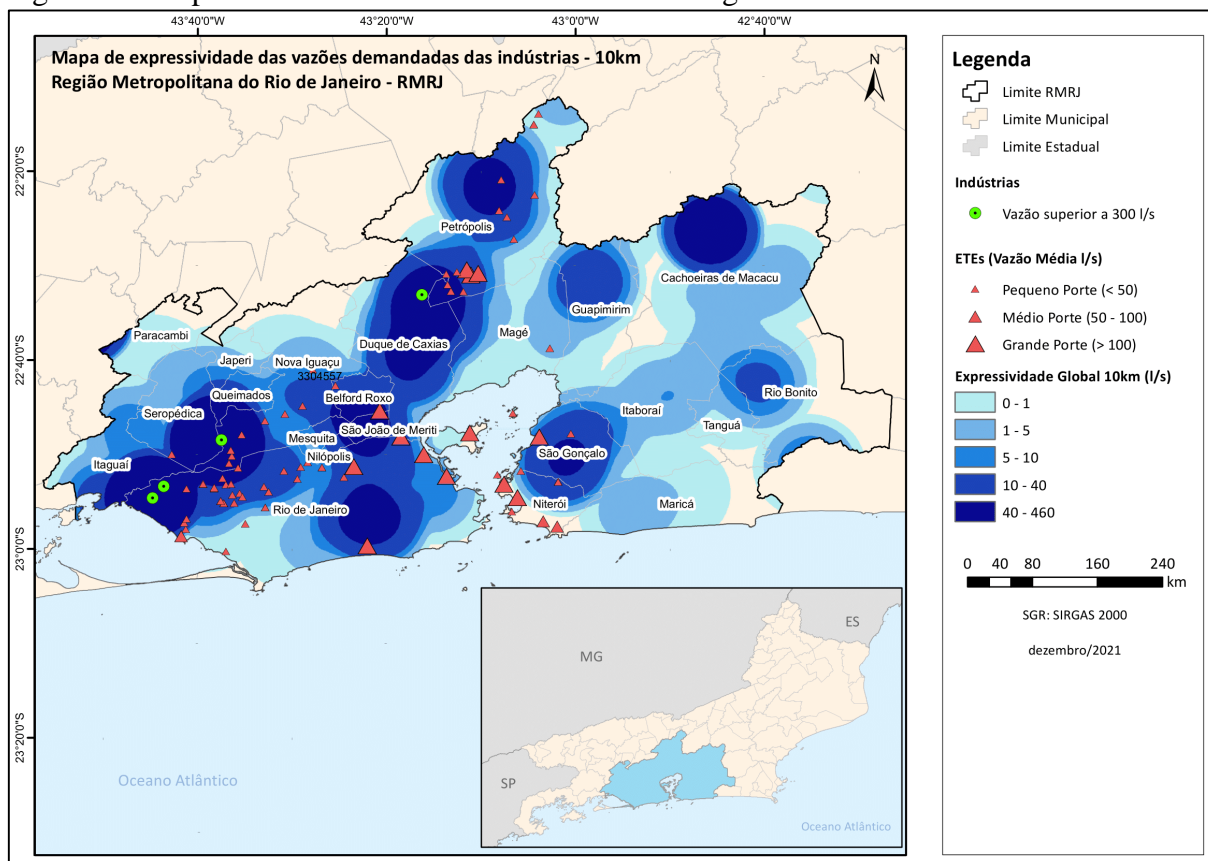 43°40'0"W
43°20'0"W
43°0'0"W
42°40'0"W
Mapa de expressividade das vazões demandadas das indústrias - 10km
Região Metropolitana do Rio de Janeiro - RMRJ
N
22°20'0"S
22°40'0"S
23°0'0"S
23°20'0"S
Petrópolis
Cachoeiras de Macacu
Guapimirim
Paracambi
Magé
Duque de Caxias
Japeri
Nova Iguaçu
3304557
Queimados
Belford Roxo
Rio Bonito
Seropédica
Itaboraí
São João de Meriti
Tanguá
Mesquita
Nilópolis
São Gonçalo
Itaguaí
Rio de Janeiro
Niterói
Maricá
Oceano Atlântico
ES
MG
SP
Oceano Atlântico
Legenda
Limite RMRJ
Limite Municipal
Limite Estadual
Indústrias
Vazão superior a 300 l/s
ETEs (Vazão Média l/s)
Pequeno Porte (< 50)
Médio Porte (50 - 100)
Grande Porte (> 100)
Expressividade Global 10km (l/s)
0 - 1
1 - 5
5 - 10
10 - 40
40 - 460
0 40 80 160 240
km
SGR: SIRGAS 2000
dezembro/2021